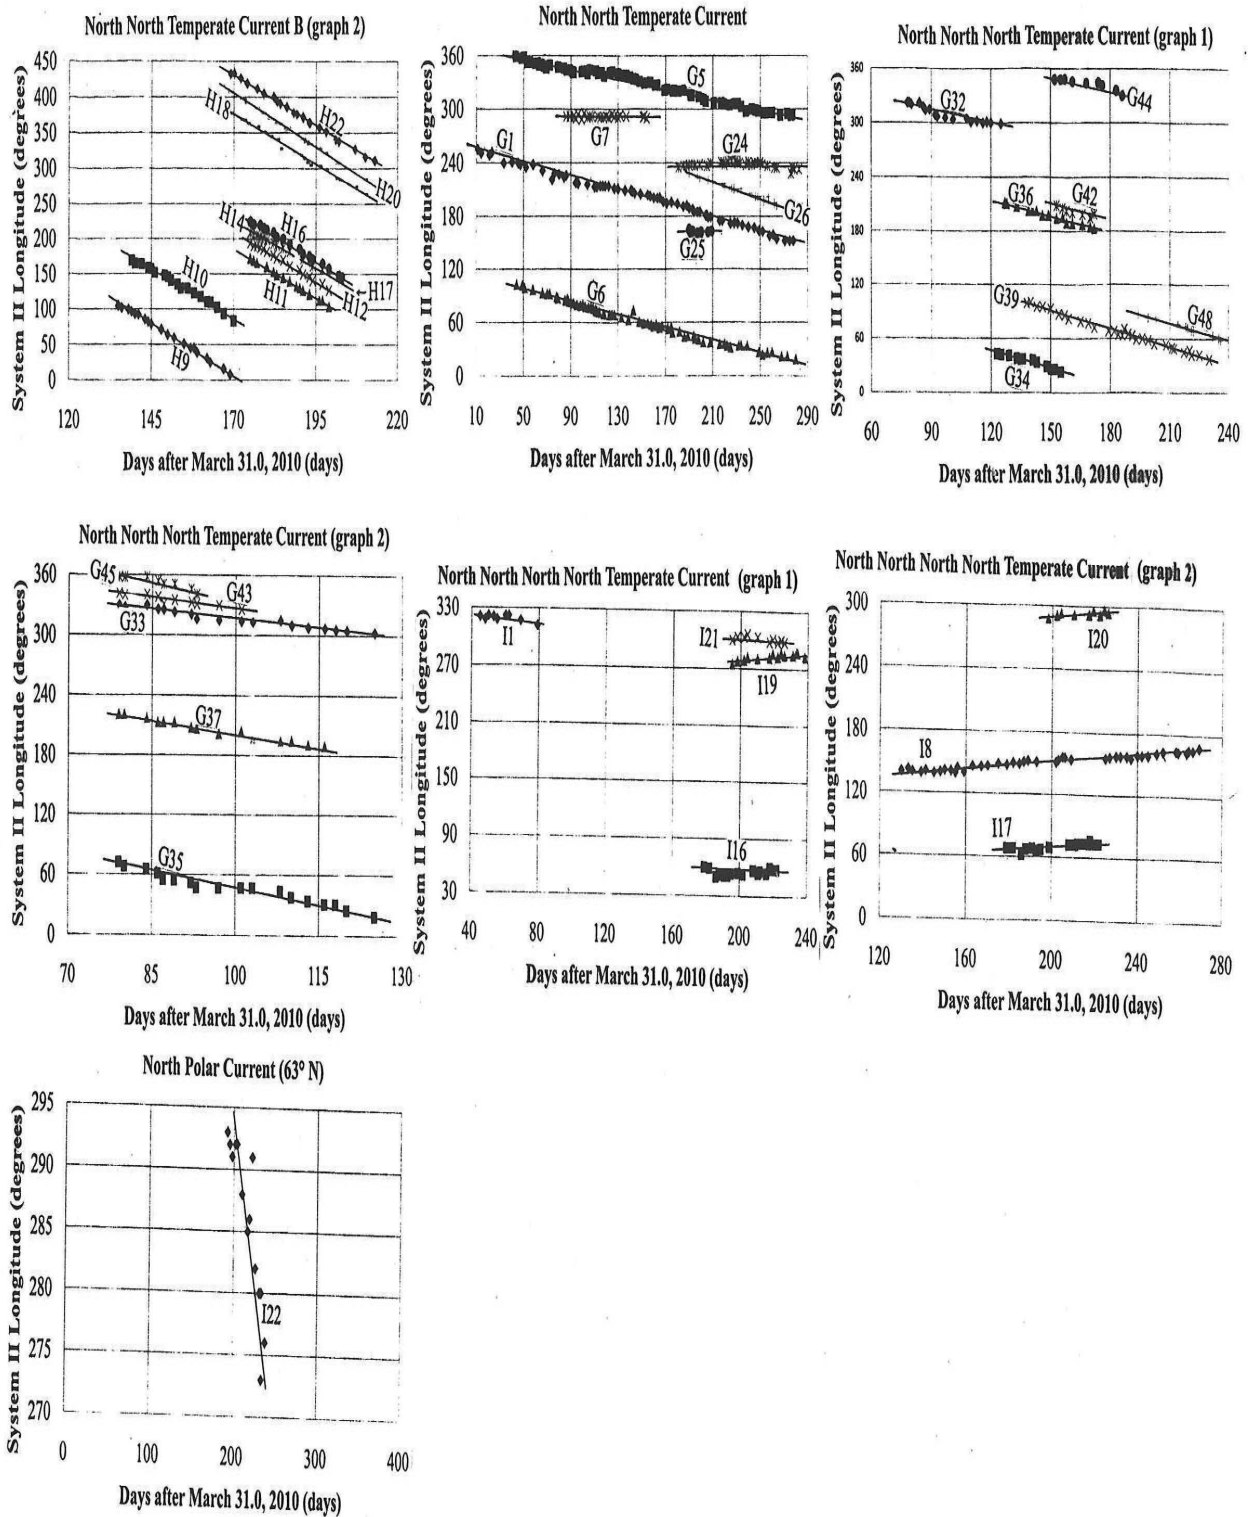 North North Temperate Current B (graph 2)
System II Longitude (degrees)
450
400
350
300
250
200
150
100
50
0
H22
H18
H20
H14
H16
H17
H12
H11
H10
H9
120 145 170 195 220
Days after March 31.0, 2010 (days)
North North Temperate Current
System II Longitude (degrees)
360
300
240
180
120
60
0
G5
G7
G1
G24
G26
G25
G6
10 50 90 130 170 210 250 290
Days after March 31.0, 2010 (days)
North North North Temperate Current (graph 1)
System II Longitude (degrees)
360
300
240
180
120
60
0
G32
G44
G36
G42
G39
G48
G34
60 90 120 150 180 210 240
Days after March 31.0, 2010 (days)
North North North Temperate Current (graph 2)
System II Longitude (degrees)
360
300
240
180
120
60
0
G45
G43
G33
G37
G35
70 85 100 115 130
Days after March 31.0, 2010 (days)
North North North North North Temperate Current (graph 1)
System II Longitude (degrees)
330
270
210
150
90
30
I1
I21
I19
I16
40 80 120 160 200 240
Days after March 31.0, 2010 (days)
North North North North Temperate Current (graph 2)
System II Longitude (degrees)
300
240
180
120
60
0
I20
I8
I17
120 160 200 240 280
Days after March 31.0, 2010 (days)
North Polar Current (63° N)
System II Longitude (degrees)
295
290
285
280
275
270
I22
0 100 200 300 400
Days after March 31.0, 2010 (days)